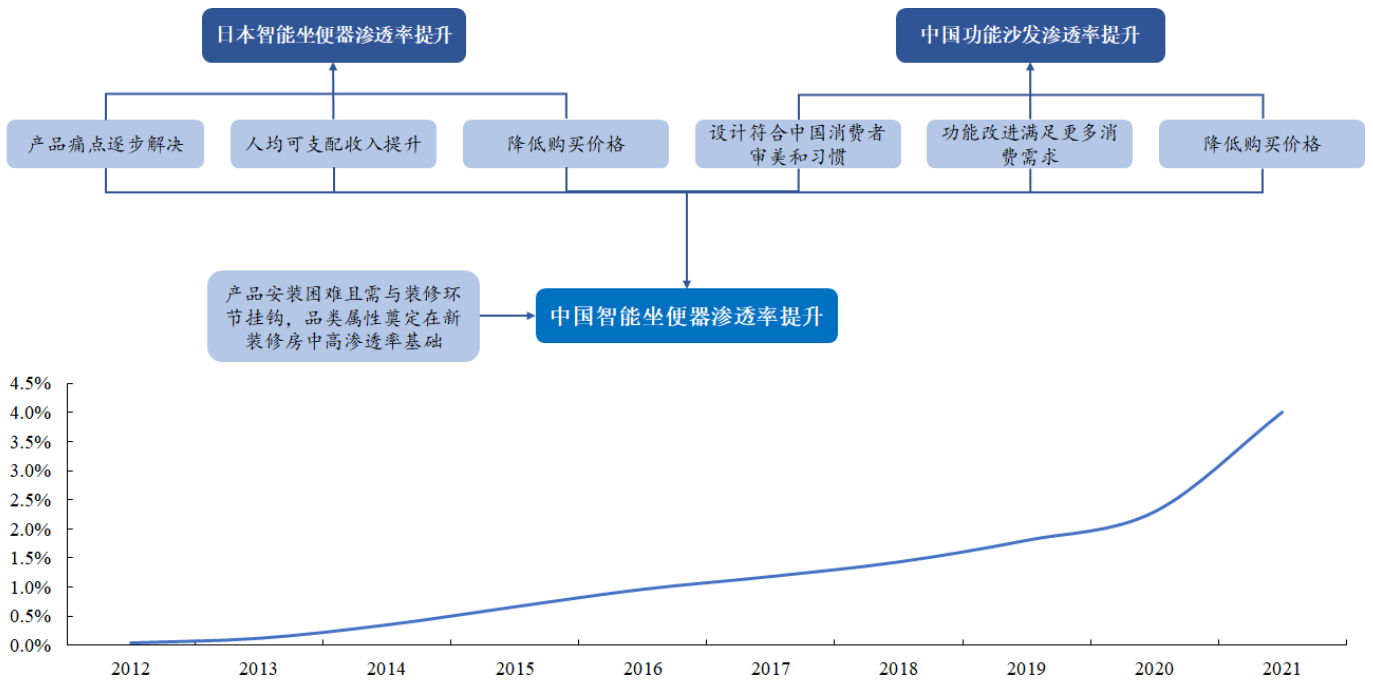 日本智能坐便器渗透率提升
中国功能沙发渗透率提升
产品痛点逐步解决
人均可支配收入提升
降低购买价格
设计符合中国消费者
审美和习惯
功能改进满足更多消
费需求
降低购买价格
产品安装困难且需与装修环
节挂钩，品类属性奠定在新
装修房中高渗透率基础
中国智能坐便器渗透率提升
4.5%
4.0%
3.5%
3.0%
2.5%
2.0%
1.5%
1.0%
0.5%
0.0%
2012 2013 2014 2015 2016 2017 2018 2019 2020 2021